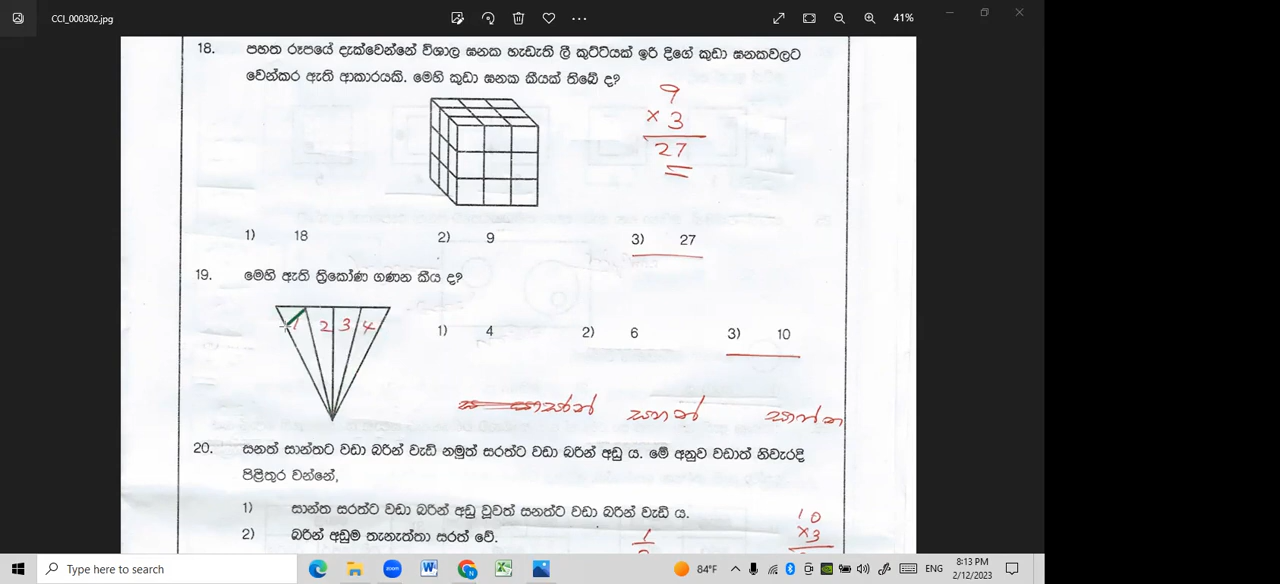 CCI_000302.jpg
41%
18. පහත රූපයේ දැක්වෙන්නේ විශාල ඝනක හැඩැති ලී කුට්ටියක් ඉරි දිගේ කුඩා ඝනකවලට
වෙන්කර ඇති ආකාරයකි. මෙහි කුඩා ඝනක කීයක් තිබේ ද?
9
× 3
27
1) 18 2) 9 3) 27
19. මෙහි ඇති ත්‍රිකෝණ ගණන කීය ද?
1 2 3 4
1) 4 2) 6 3) 10
සරත් සනත් සාන්ත
20. සනත් සාන්තට වඩා බරින් වැඩි නමුත් සරත්ට වඩා බරින් අඩු ය. මේ අනුව වඩාත් නිවැරදි
පිළිතුර වන්නේ,
1) සාන්ත සරත්ට වඩා බරින් අඩු වූවත් සනත්ට වඩා බරින් වැඩි ය.
2) බරින් අඩුම තැනැත්තා සරත් වේ.
10
×3
1
Type here to search
84°F
ENG
8:13 PM
2/12/2023